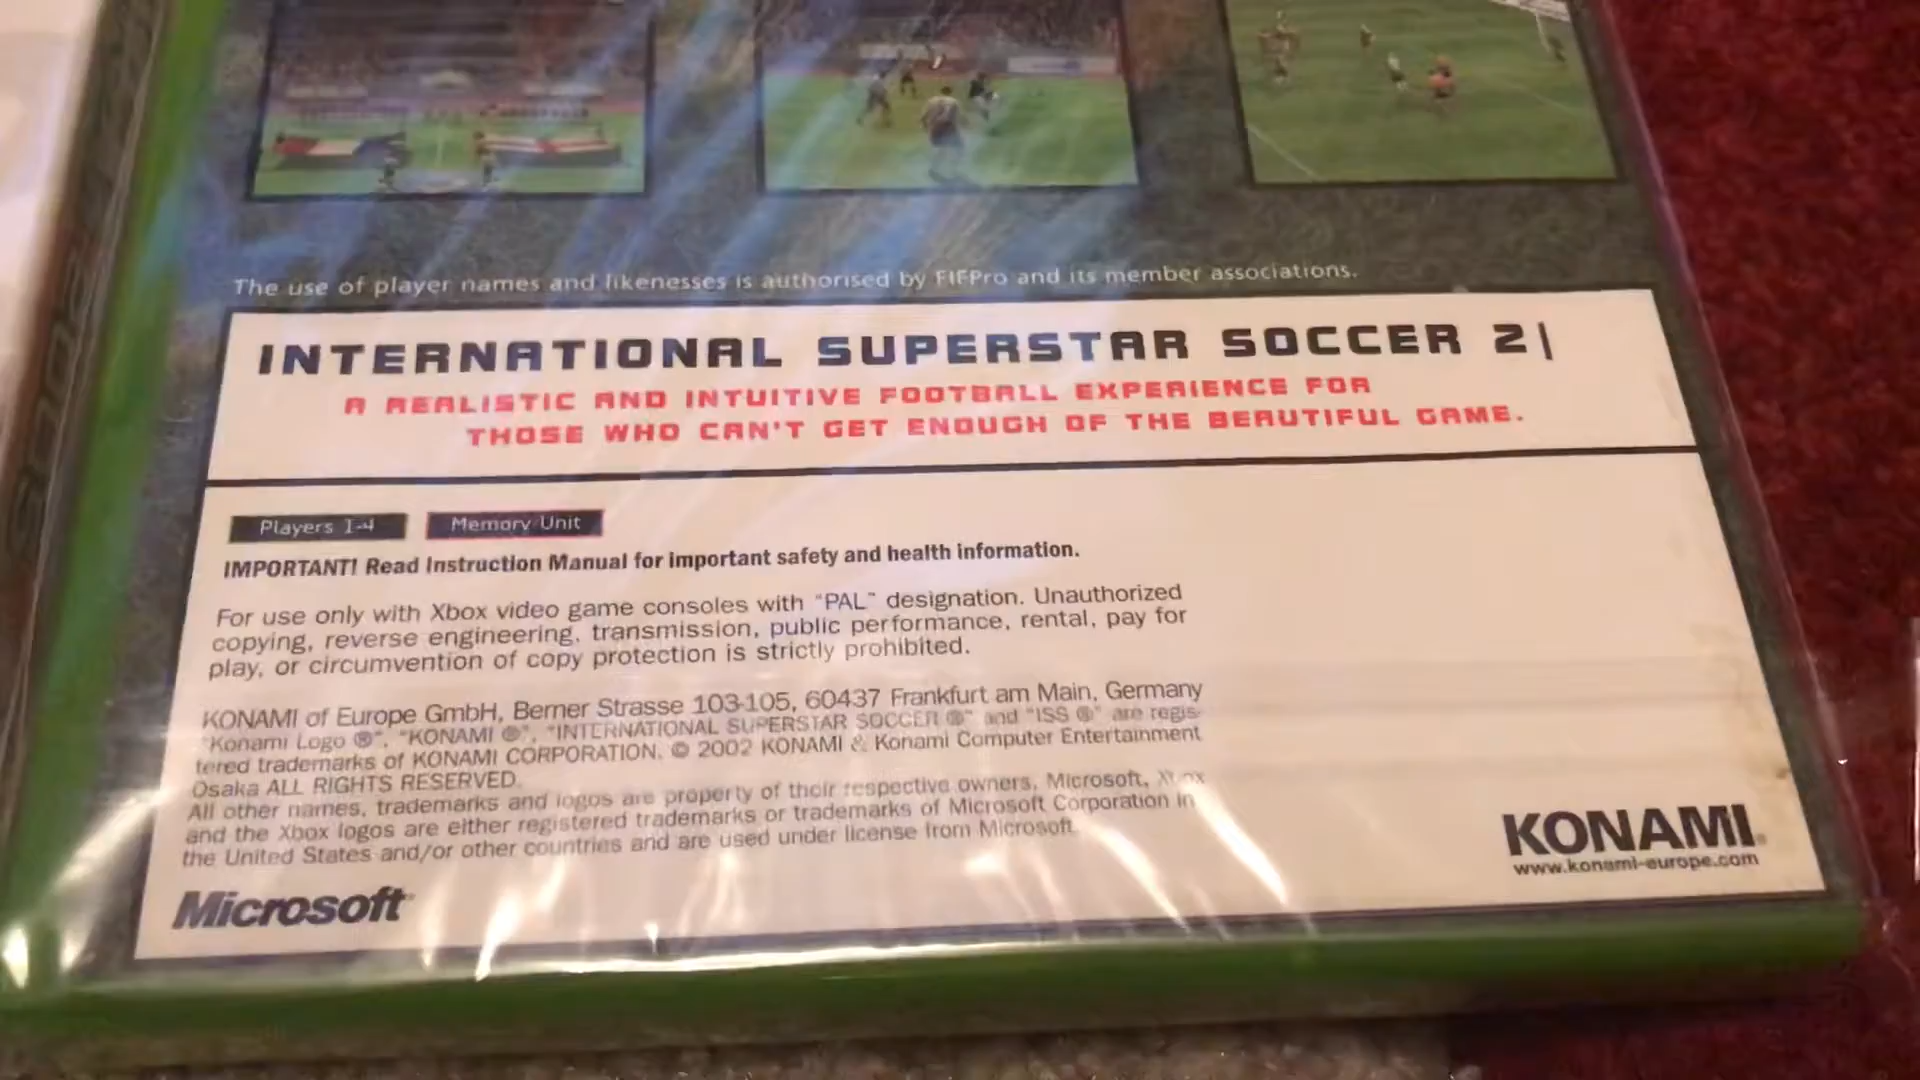 The use of player names and likenesses is authorised by FIFPro and its member associations.
INTERNATIONAL SUPERSTAR SOCCER 2|
A REALISTIC AND INTUITIVE FOOTBALL EXPERIENCE FOR
THOSE WHO CAN'T GET ENOUGH OF THE BEAUTIFUL GAME.
Players 1-4 Memory Unit
IMPORTANT! Read Instruction Manual for important safety and health information.
For use only with Xbox video game consoles with "PAL" designation. Unauthorized
copying, reverse engineering, transmission, public performance, rental, pay for
play, or circumvention of copy protection is strictly prohibited.
KONAMI of Europe GmbH, Berner Strasse 103-105, 60437 Frankfurt am Main, Germany
"Konami Logo ®", "KONAMI ®", "INTERNATIONAL SUPERSTAR SOCCER ®" and "ISS ®" are regis-
tered trademarks of KONAMI CORPORATION. © 2002 KONAMI & Konami Computer Entertainment
Osaka ALL RIGHTS RESERVED.
All other names, trademarks and logos are property of their respective owners, Microsoft, Xbox
and the Xbox logos are either registered trademarks or trademarks of Microsoft Corporation in
the United States and/or other countries and are used under license from Microsoft.
Microsoft
KONAMI®
www.konami-europe.com